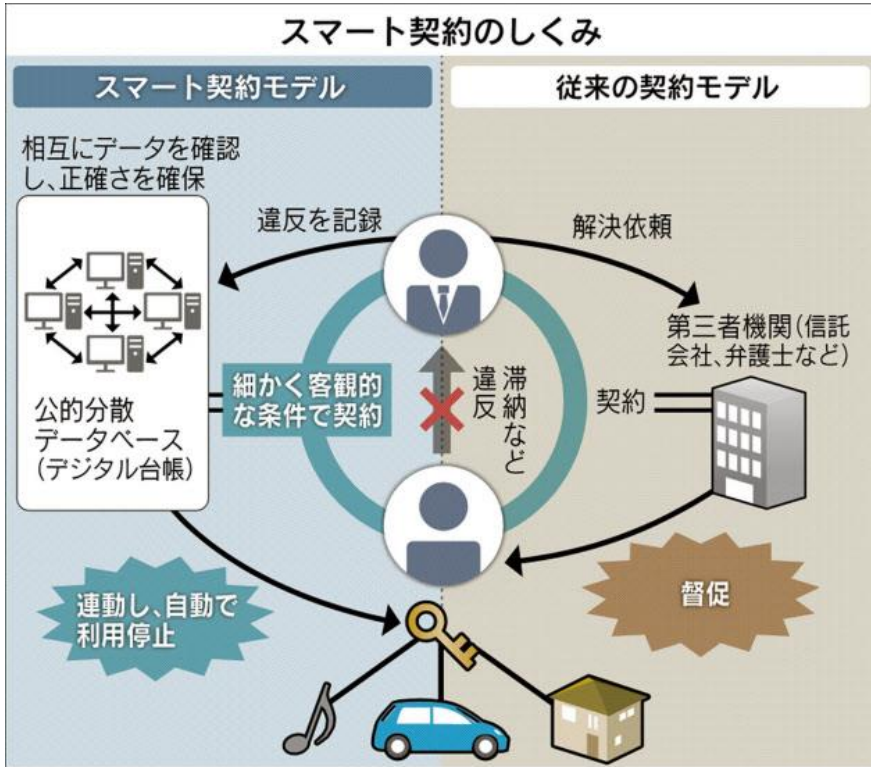 スマート契約のしくみ
スマート契約モデル
従来の契約モデル
相互にデータを確認
し、正確さを確保
違反を記録
解決依頼
第三者機関(信託
会社、弁護士など)
細かく客観的
な条件で契約
滞納など
違反
契約
公的分散
データベース
(デジタル台帳)
連動し、自動で
利用停止
督促